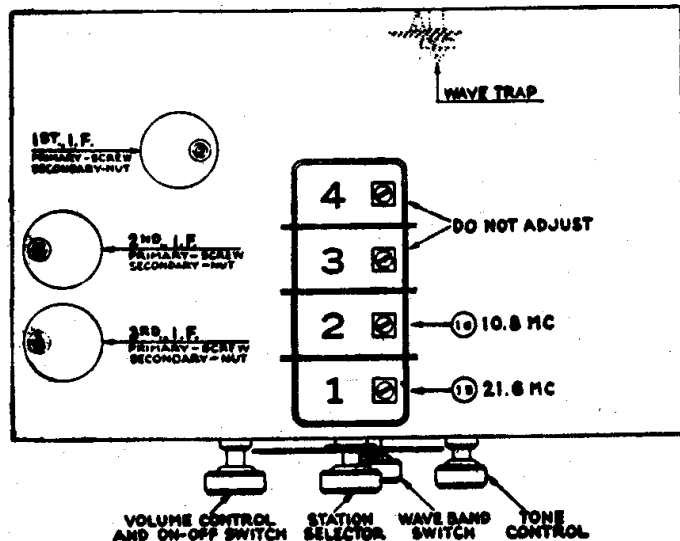 WAVE TRAP
1ST., I.F.
PRIMARY-SCREW
SECONDARY-NUT
4
DO NOT ADJUST
2ND., I.F.
PRIMARY-SCREW
SECONDARY-NUT
3
2
16 10.8 MC
3RD., I.F.
PRIMARY-SCREW
SECONDARY-NUT
1
15 21.6 MC
VOLUME CONTROL
AND ON-OFF SWITCH
STATION
SELECTOR
WAVE BAND
SWITCH
TONE
CONTROL